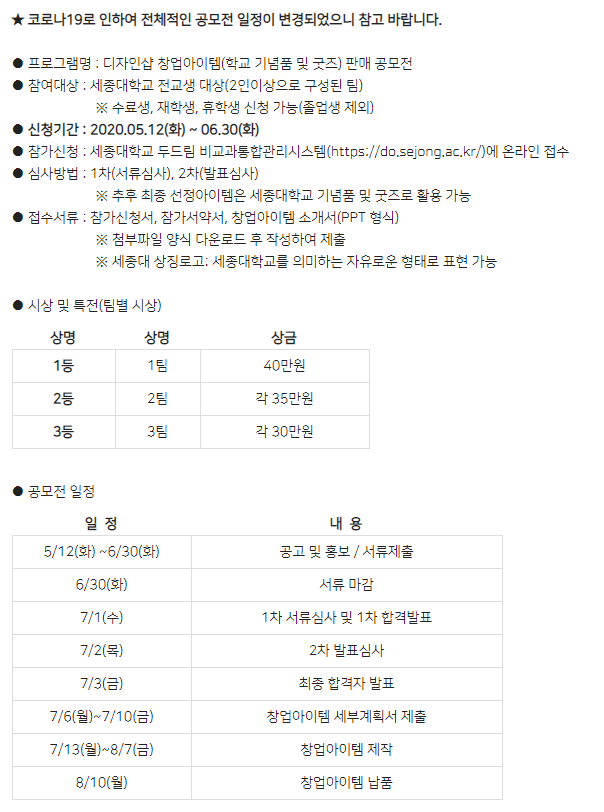 ★ 코로나19로 인하여 전체적인 공모전 일정이 변경되었으니 참고 바랍니다.
● 프로그램명 : 디자인샵 창업아이템(학교 기념품 및 굿즈) 판매 공모전
● 참여대상 : 세종대학교 전교생 대상(2인이상으로 구성된 팀)
※ 수료생, 재학생, 휴학생 신청 가능(졸업생 제외)
● 신청기간 : 2020.05.12(화) ~ 06.30(화)
● 참가신청 : 세종대학교 두드림 비교과통합관리시스템(https://do.sejong.ac.kr/)에 온라인 접수
● 심사방법 : 1차(서류심사), 2차(발표심사)
※ 추후 최종 선정아이템은 세종대학교 기념품 및 굿즈로 활용 가능
● 접수서류 : 참가신청서, 참가서약서, 창업아이템 소개서(PPT 형식)
※ 첨부파일 양식 다운로드 후 작성하여 제출
※ 세종대 상징로고: 세종대학교를 의미하는 자유로운 형태로 표현 가능
● 시상 및 특전(팀별 시상)
상명 상명 상금
1등 1팀 40만원
2등 2팀 각 35만원
3등 3팀 각 30만원
● 공모전 일정
일 정 내 용
5/12(화) ~6/30(화) 공고 및 홍보 / 서류제출
6/30(화) 서류 마감
7/1(수) 1차 서류심사 및 1차 합격발표
7/2(목) 2차 발표심사
7/3(금) 최종 합격자 발표
7/6(월)~7/10(금) 창업아이템 세부계획서 제출
7/13(월)~8/7(금) 창업아이템 제작
8/10(월) 창업아이템 납품